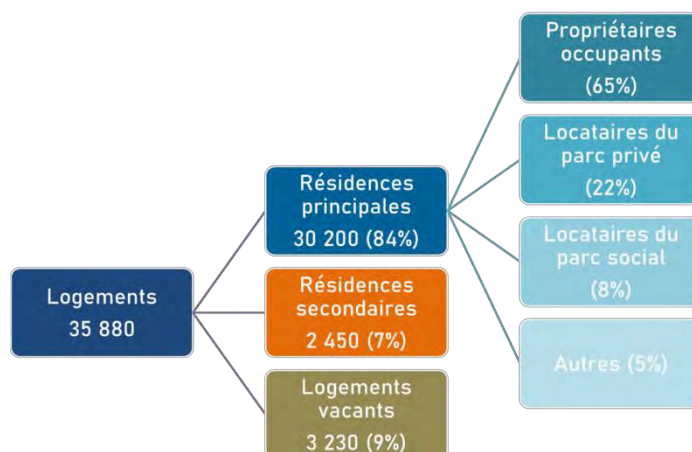 Logements
35 880
Résidences
principales
30 200 (84%)
Résidences
secondaires
2 450 (7%)
Logements
vacants
3 230 (9%)
Propriétaires
occupants
(65%)
Locataires du
parc privé
(22%)
Locataires du
parc social
(8%)
Autres (5%)